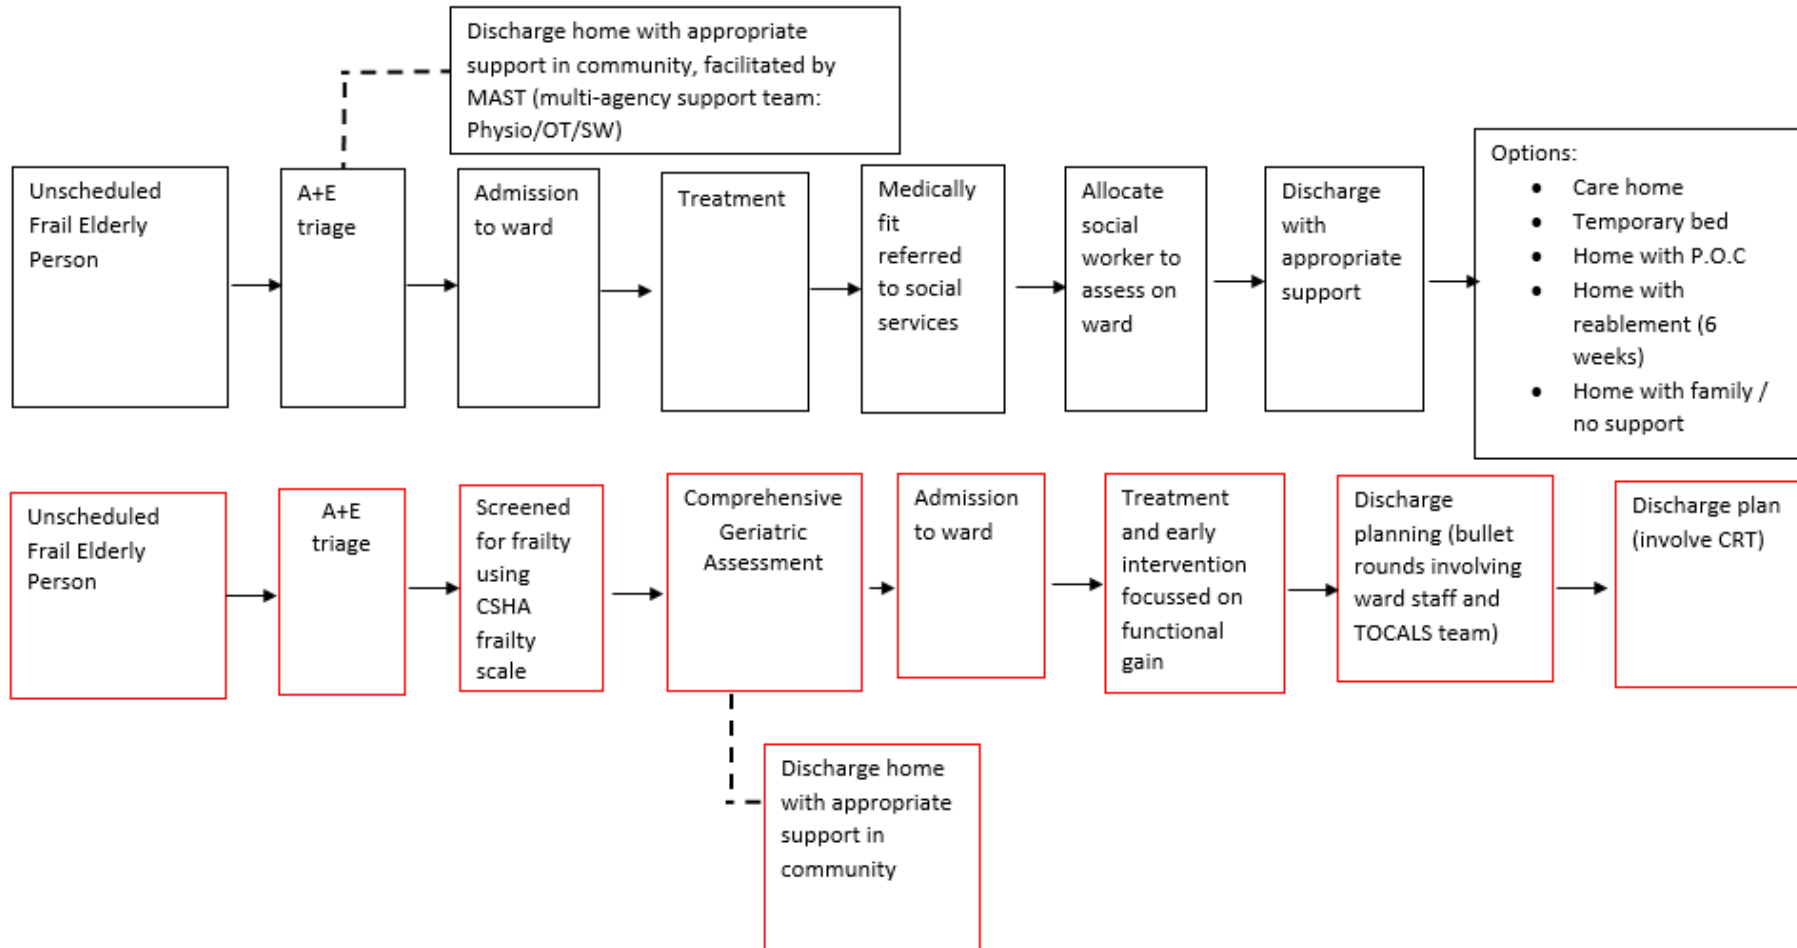 Discharge home with appropriate
support in community, facilitated by
MAST (multi-agency support team:
Physio/OT/SW)
Unscheduled
Frail Elderly
Person
A+E
triage
Admission
to ward
Treatment
Medically
fit
referred
to social
services
Allocate
social
worker to
assess on
ward
Discharge
with
appropriate
support
Options:
● Care home
● Temporary bed
● Home with P.O.C
● Home with
reablement (6
weeks)
● Home with family /
no support
Unscheduled
Frail Elderly
Person
A+E
triage
Screened
for frailty
using
CSHA
frailty
scale
Comprehensive
Geriatric
Assessment
Admission
to ward
Treatment
and early
intervention
focussed on
functional
gain
Discharge
planning (bullet
rounds involving
ward staff and
TOCALS team)
Discharge plan
(involve CRT)
Discharge home
with appropriate
support in
community